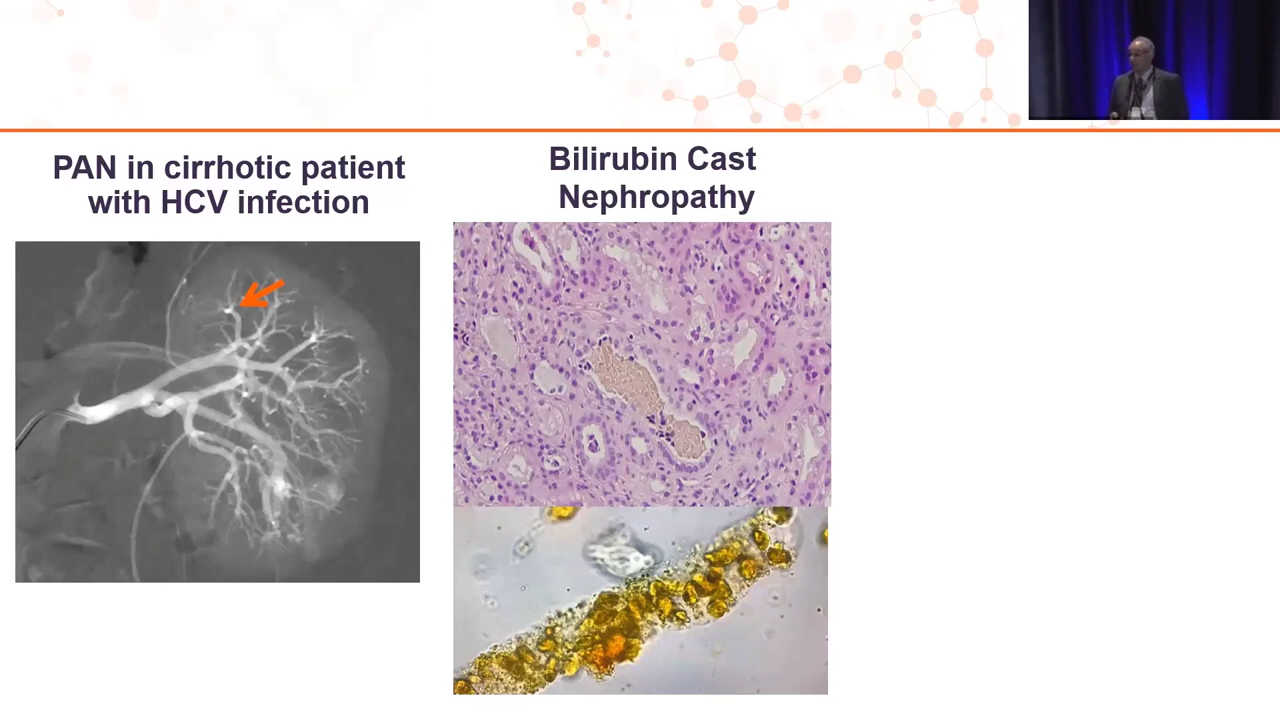 PAN in cirrhotic patient
with HCV infection
Bilirubin Cast
Nephropathy